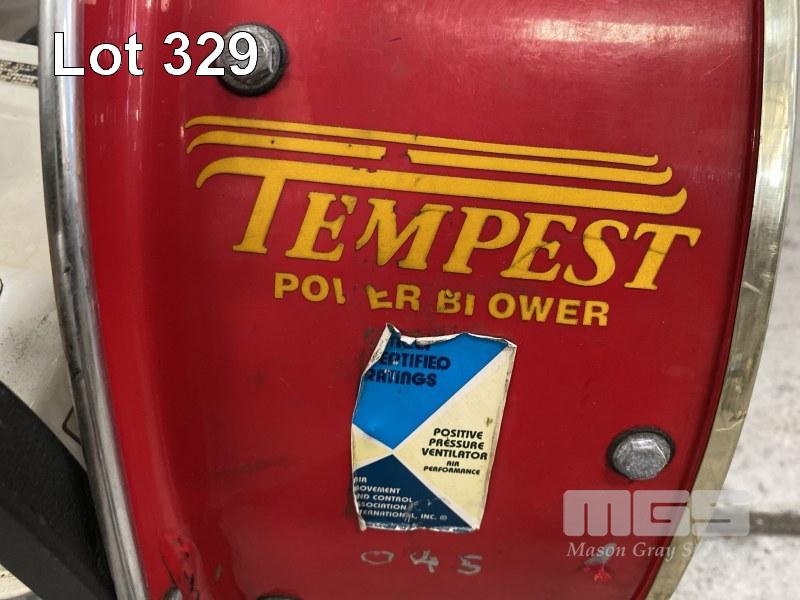 Lot 329
TEMPEST
POWER BLOWER
RATINGS
POSITIVE
PRESSURE
VENTILATOR
AIR
PERFORMANCE
AIR
MOVEMENT
AND CONTROL
ASSOCIATION
INTERNATIONAL, INC. ®
045
MGS
Mason Gray S